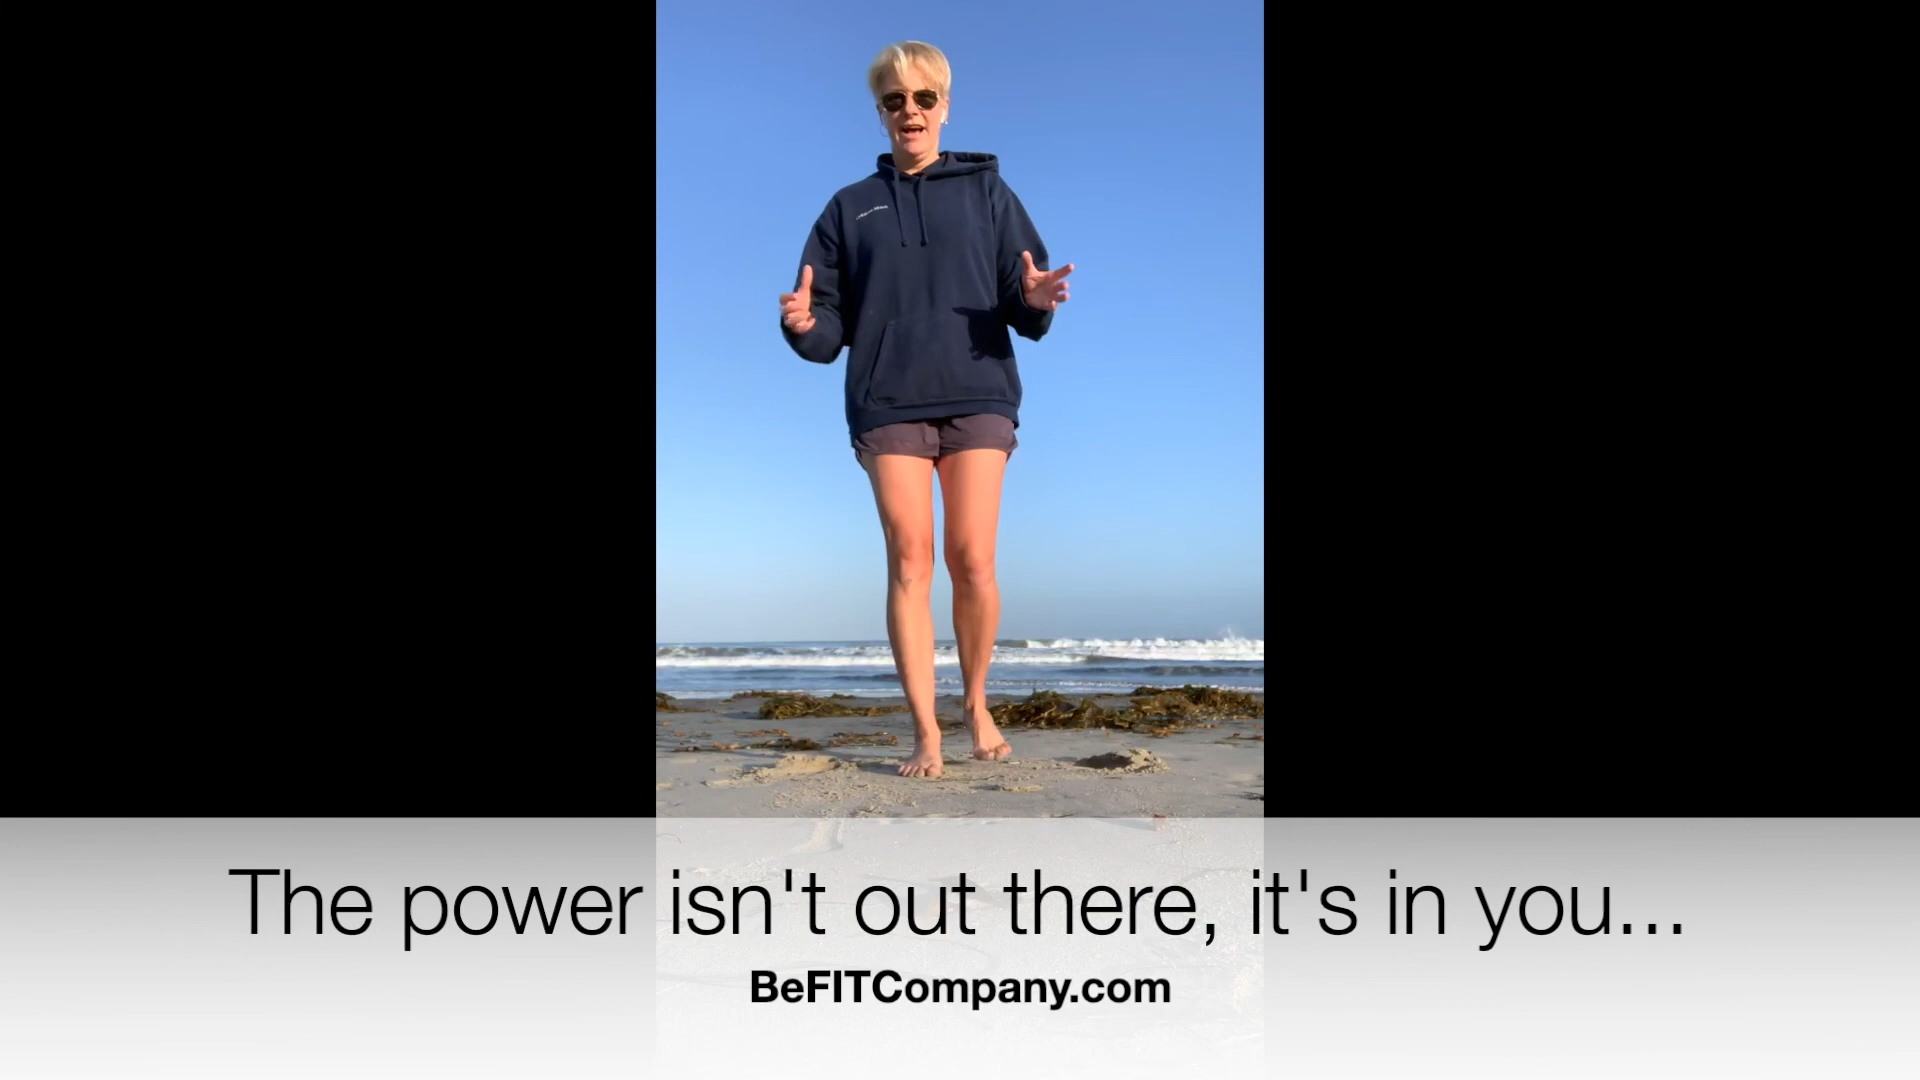 The power isn't out there, it's in you...
BeFITCompany.com